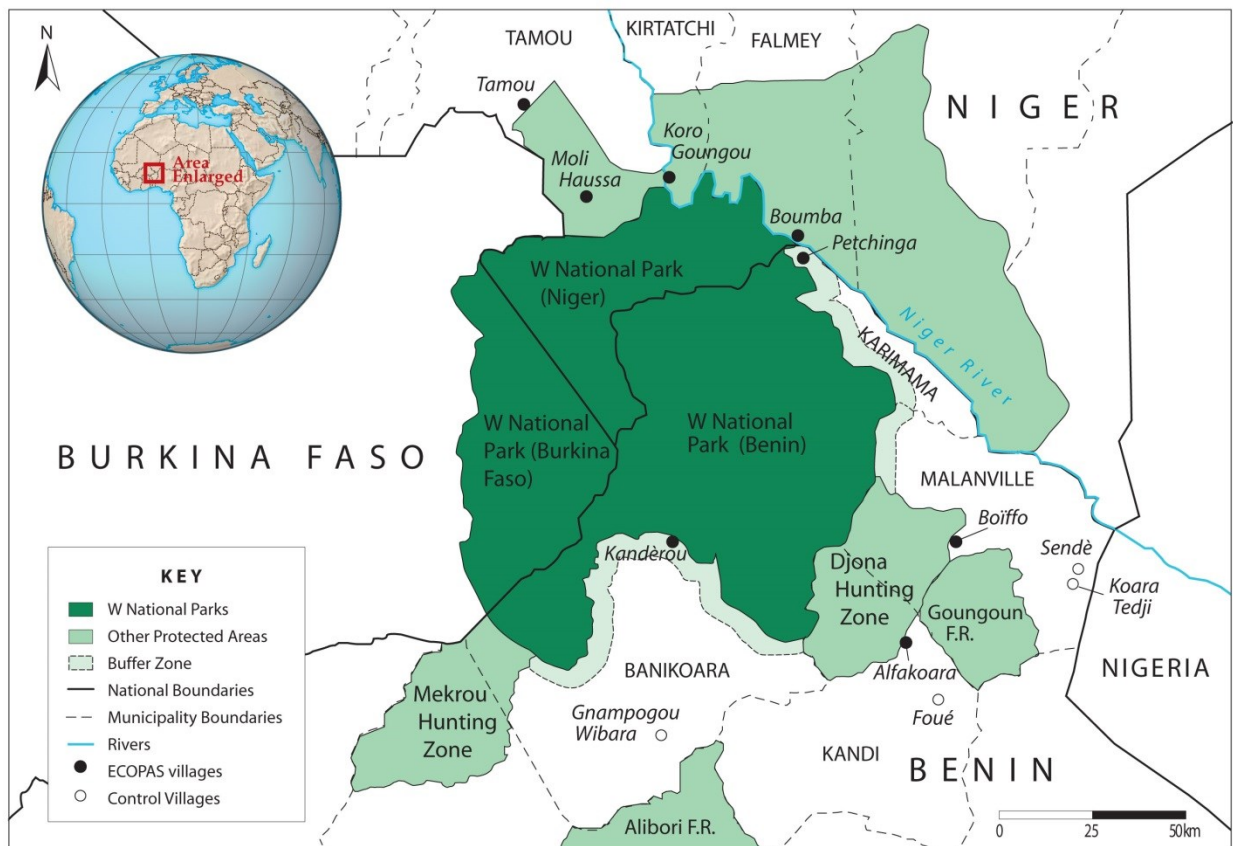 N
TAMOU
KIRTATCHI
FALMEY
NIGER
Tamou
Area
Enlarged
Koro
Goungou
Moli
Haussa
Boumba
Petchinga
W National Park
(Niger)
Niger River
KARIMAMA
W National
Park (Burkina
Faso)
W National
Park (Benin)
BURKINA FASO
MALANVILLE
Boïffo
Kandèrou
Sendè
Koara
Tedji
Djona
Hunting
Zone
Goungoun
F.R.
Alfakoara
NIGERIA
BANIKOARA
Mekrou
Hunting
Zone
Gnampogou
Wibara
Foué
KANDI
BENIN
Alibori F.R.
KEY
W National Parks
Other Protected Areas
Buffer Zone
National Boundaries
Municipality Boundaries
Rivers
ECOPAS villages
Control Villages
0 25 50km